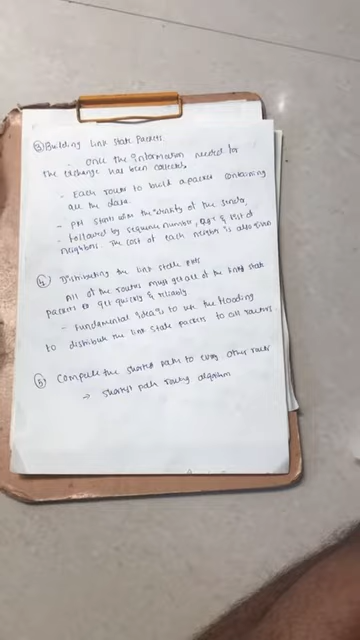 ③ Building link state Packets
- Once the information needed for
the exchange has been collected,
- Each router to build a packet containing
all the data.
- Pkt starts with the identity of the sender,
- followed by sequence number, Age & list of
neighbors. The cost of each neighbor is also given
④ Distributing the link state pkts
All of the routers must get all of the link state
packets to get quickly & reliably
- fundamental idea is to use the flooding
to distribute the link state packets to all routers.
⑤ Compute the shortest path to every other router
→ shortest path routing algorithm